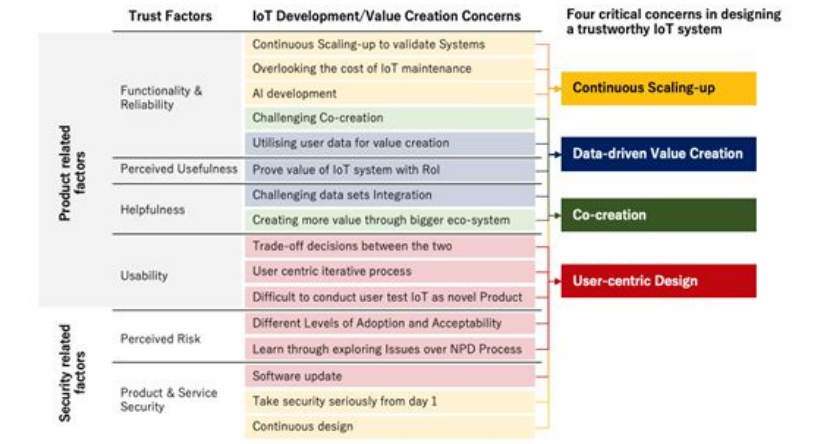 Trust Factors
IoT Development/Value Creation Concerns
Four critical concerns in designing
a trustworthy IoT system
Product related
factors
Functionality &
Reliability
Continuous Scaling-up to validate Systems
Overlooking the cost of IoT maintenance
AI development
Challenging Co-creation
Utilising user data for value creation
Perceived Usefulness
Prove value of IoT system with RoI
Helpfulness
Challenging data sets Integration
Creating more value through bigger eco-system
Usability
Trade-off decisions between the two
User centric iterative process
Difficult to conduct user test IoT as novel Product
Security related
factors
Perceived Risk
Different Levels of Adoption and Acceptability
Learn through exploring Issues over NPD Process
Product & Service
Security
Software update
Take security seriously from day 1
Continuous design
Continuous Scaling-up
Data-driven Value Creation
Co-creation
User-centric Design